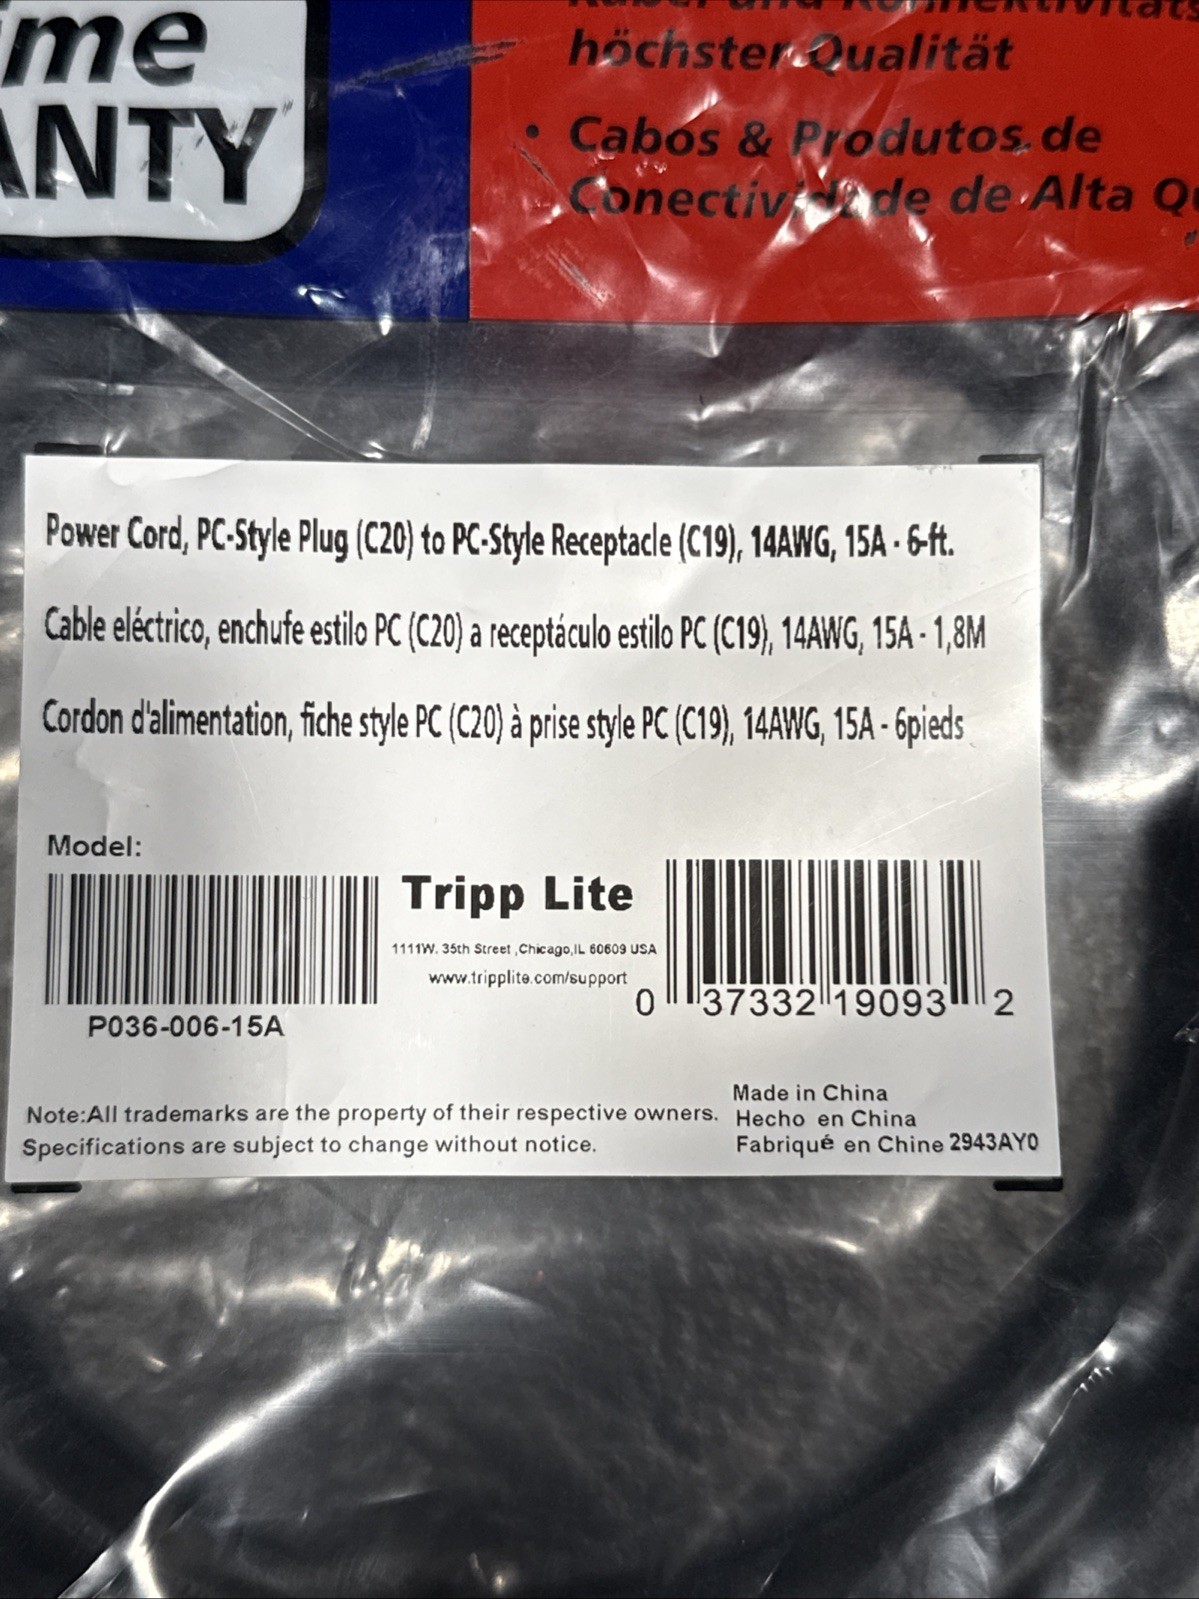 höchster Qualität
• Cabos & Produtos de
Conectividade de Alta
Power Cord, PC-Style Plug (C20) to PC-Style Receptacle (C19), 14AWG, 15A - 6-ft.
Cable eléctrico, enchufe estilo PC (C20) a receptáculo estilo PC (C19), 14AWG, 15A - 1,8M
Cordon d'alimentation, fiche style PC (C20) à prise style PC (C19), 14AWG, 15A - 6pieds
Model:
P036-006-15A
Tripp Lite
1111W. 35th Street ,Chicago,IL 60609 USA
www.tripplite.com/support
0 37332 19093 2
Note:All trademarks are the property of their respective owners.
Specifications are subject to change without notice.
Made in China
Hecho en China
Fabriqué en Chine 2943AY0